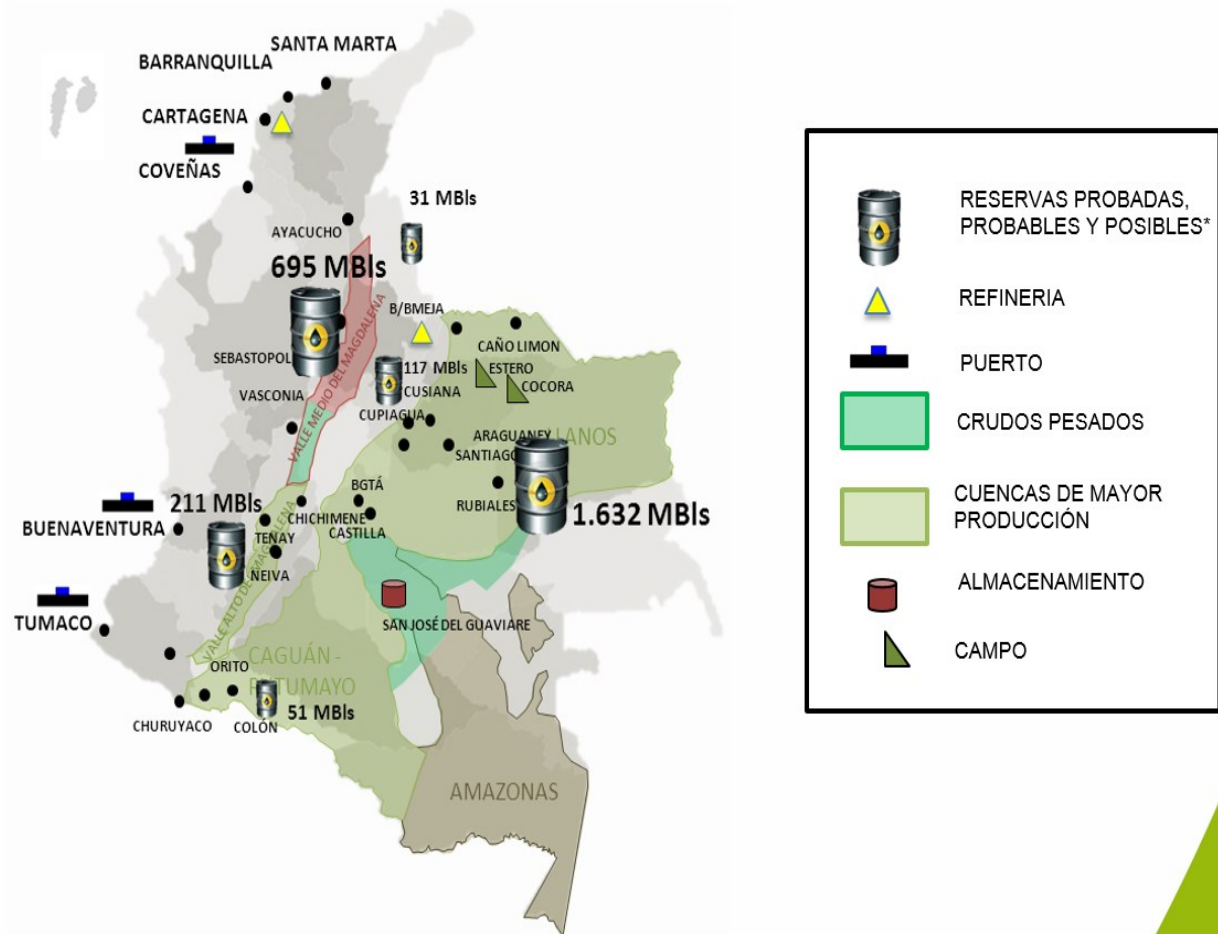 SANTA MARTA
BARRANQUILLA
CARTAGENA
COVEÑAS
31 MBls
AYACUCHO
695 MBls
B/BMEJA
CAÑO LIMON
SEBASTOPOL
VALLE MEDIO DEL MAGDALENA
117 MBls
ESTERO
COCORA
CUSIANA
VASCONIA
CUPIAGUA
ARAGUANEY
LLANOS
SANTIAGO
BGTÁ
RUBIALES
211 MBls
CHICHIMENE
1.632 MBls
BUENAVENTURA
CASTILLA
TENAY
NEIVA
VALLE ALTO DEL MAGDALENA
TUMACO
SAN JOSÉ DEL GUAVIARE
ORITO
CAGUÁN -
PUTUMAYO
51 MBls
CHURUYACO
COLÓN
AMAZONAS
RESERVAS PROBADAS,
PROBABLES Y POSIBLES*
REFINERIA
PUERTO
CRUDOS PESADOS
CUENCAS DE MAYOR
PRODUCCIÓN
ALMACENAMIENTO
CAMPO